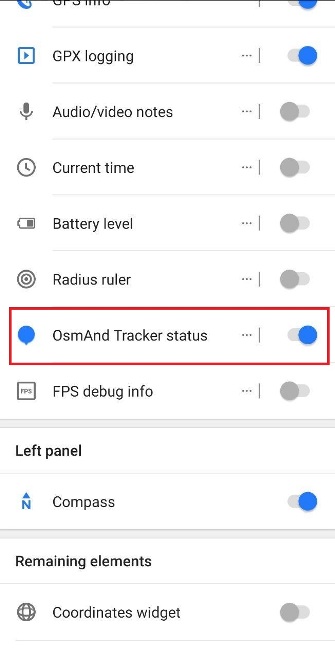 GPS info
GPX logging
Audio/video notes
Current time
Battery level
Radius ruler
OsmAnd Tracker status
FPS
FPS debug info
Left panel
N
Compass
Remaining elements
Coordinates widget